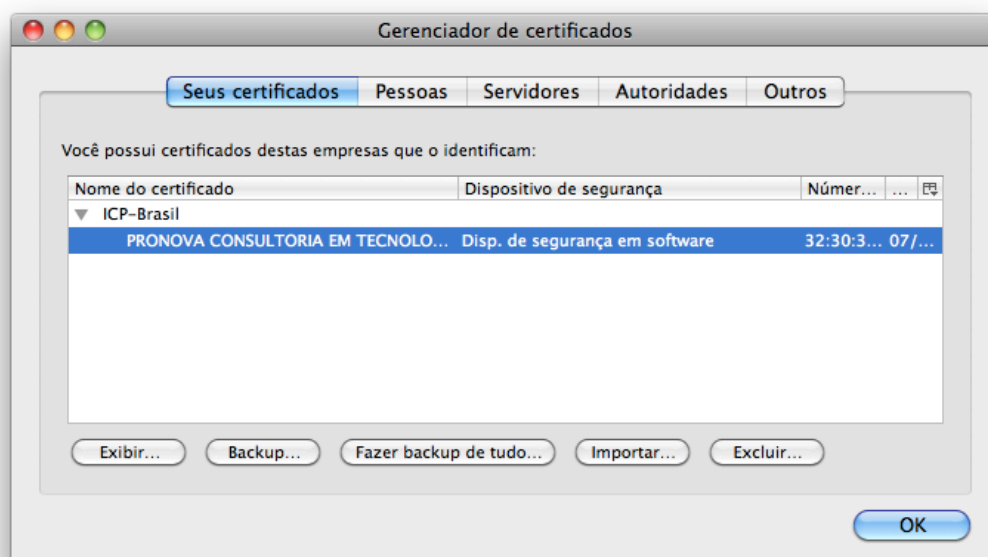 Gerenciador de certificados
Seus certificados Pessoas Servidores Autoridades Outros
Você possui certificados destas empresas que o identificam:
Nome do certificado Dispositivo de segurança Númer... ...
ICP-Brasil
PRONOVA CONSULTORIA EM TECNOLO... Disp. de segurança em software 32:30:3... 07/...
Exibir... Backup... Fazer backup de tudo... Importar... Excluir...
OK